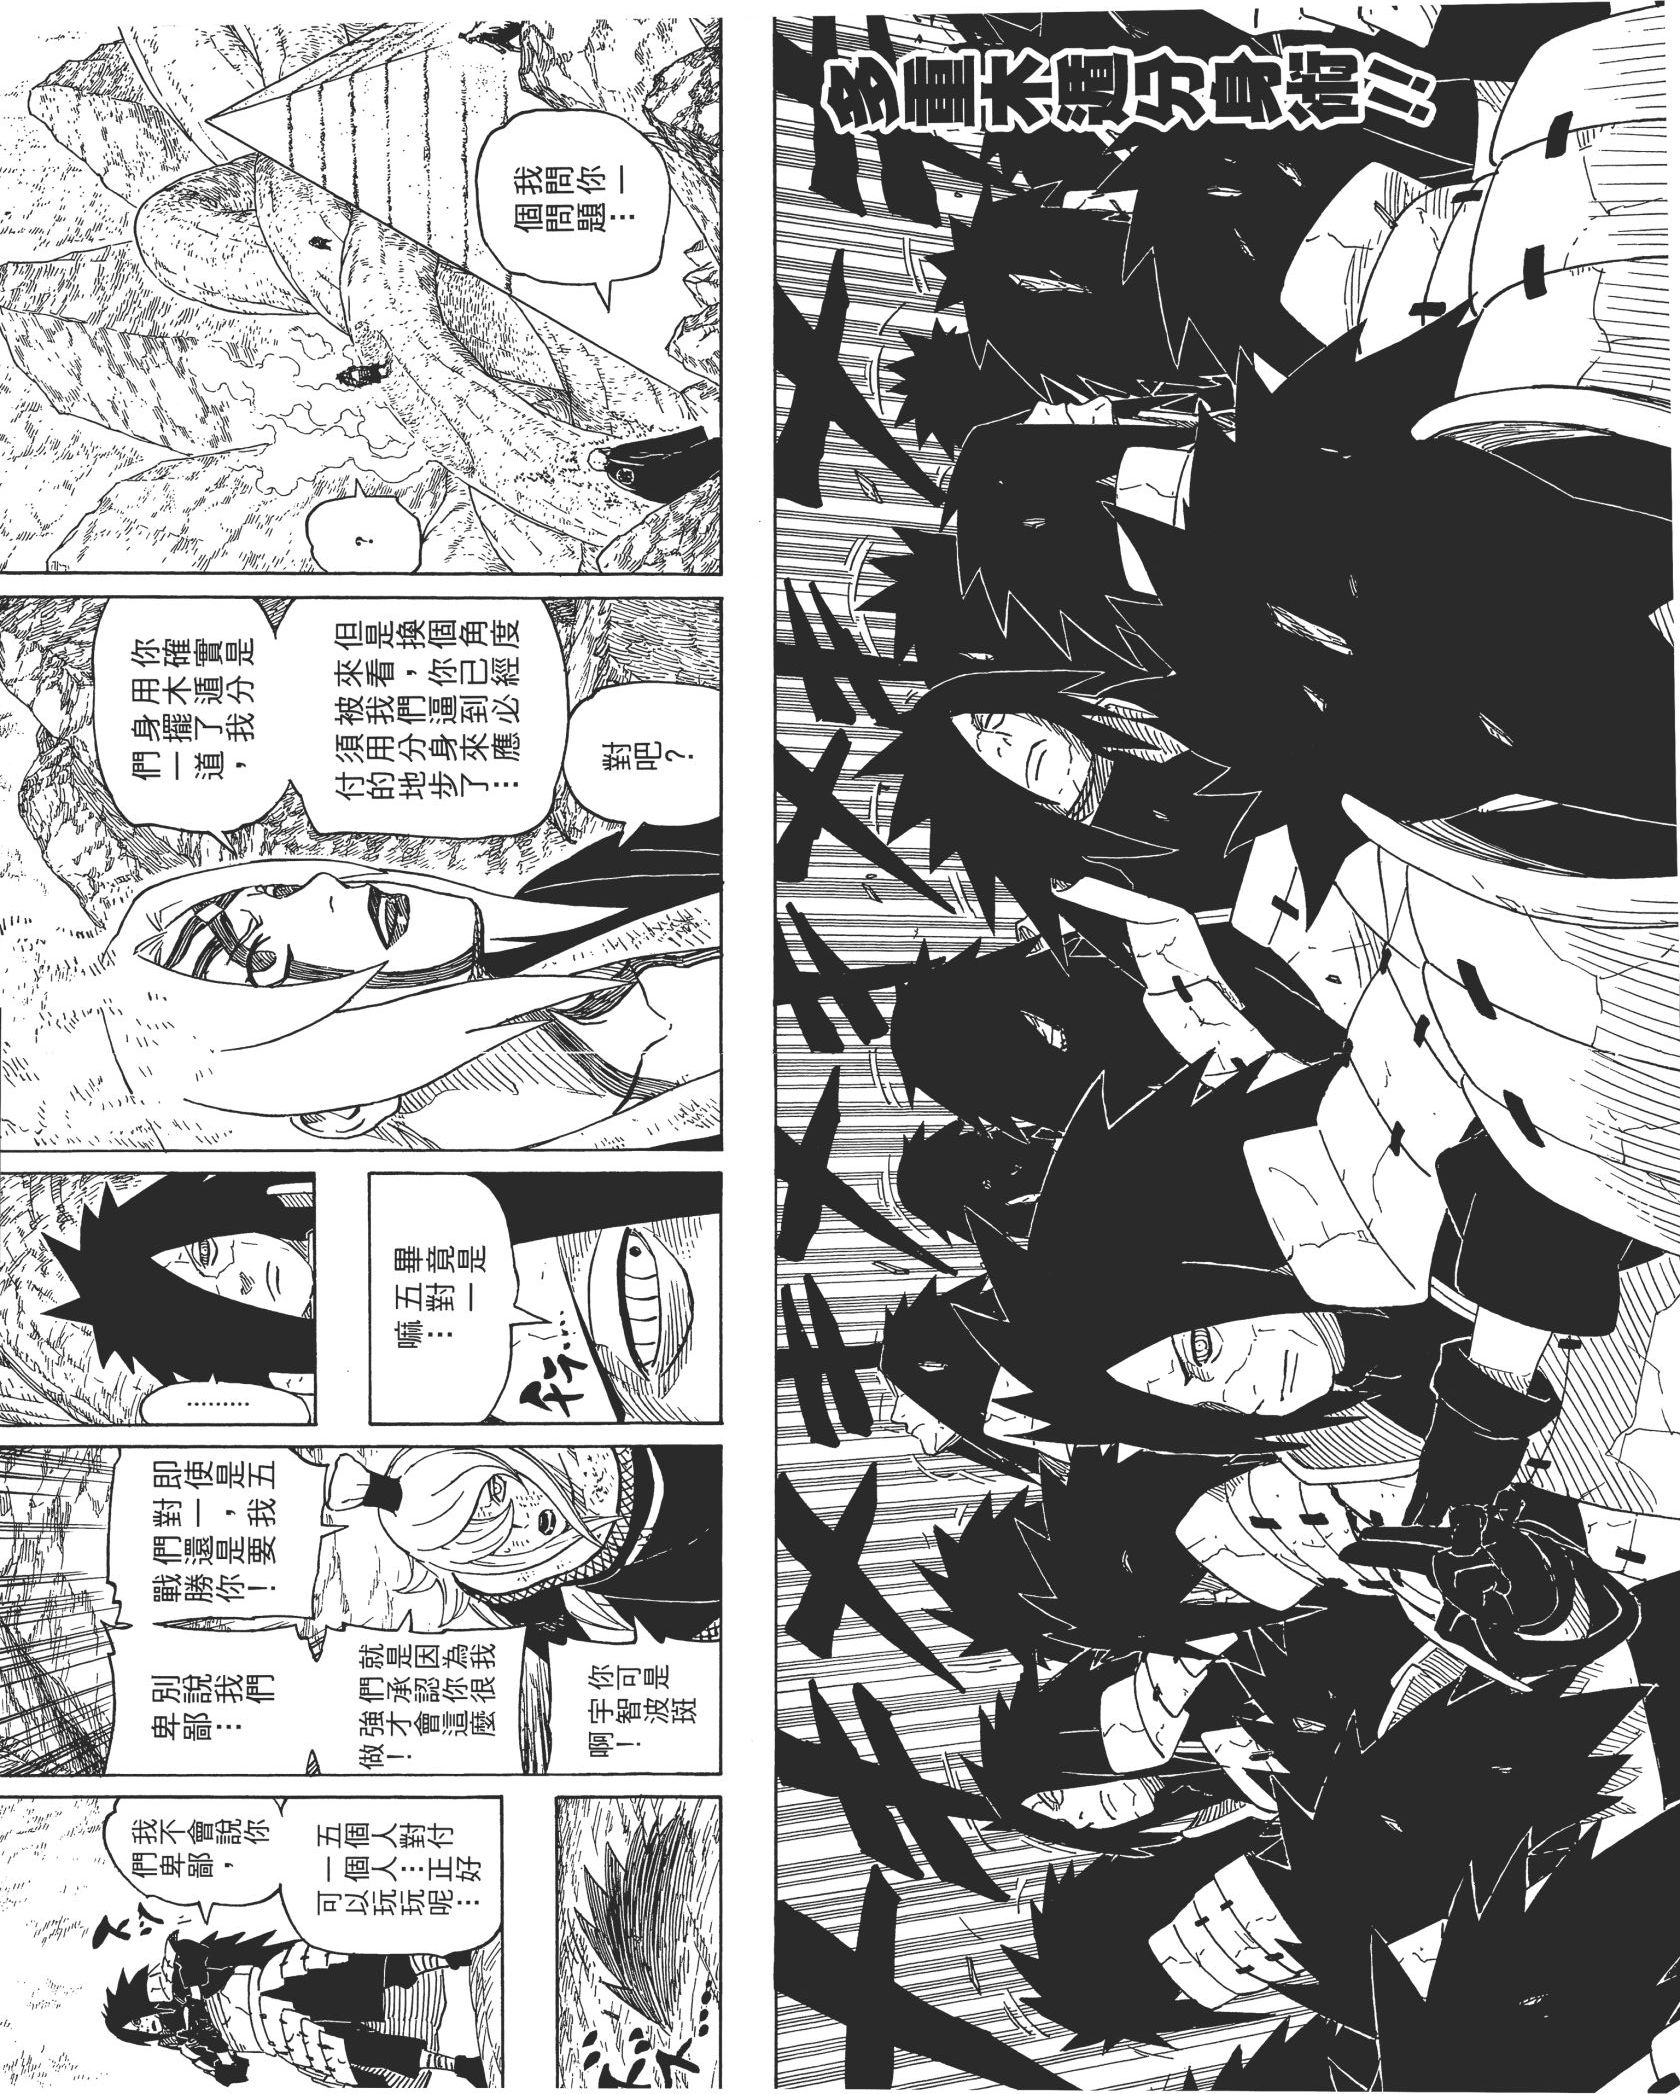 我問你一
個問題…
?
你確實是
用木遁分
身擺了我
們一道，
但是換個角度
來看，你已經
被我們逼到必
須用分身來應
付的地步了…
對吧?
畢竟是
五對一
嘛…
チラ…
………
即使是五
對一，我
們還是要
戰勝你！
別說我們
卑鄙…
就是因為我
們承認你很
強才會這麼
做！
你可是
宇智波斑
啊！
我不會說你
們卑鄙，
五個人對付
一個人…正好
可以玩玩呢…
ズッ
多重木遁分身術!!